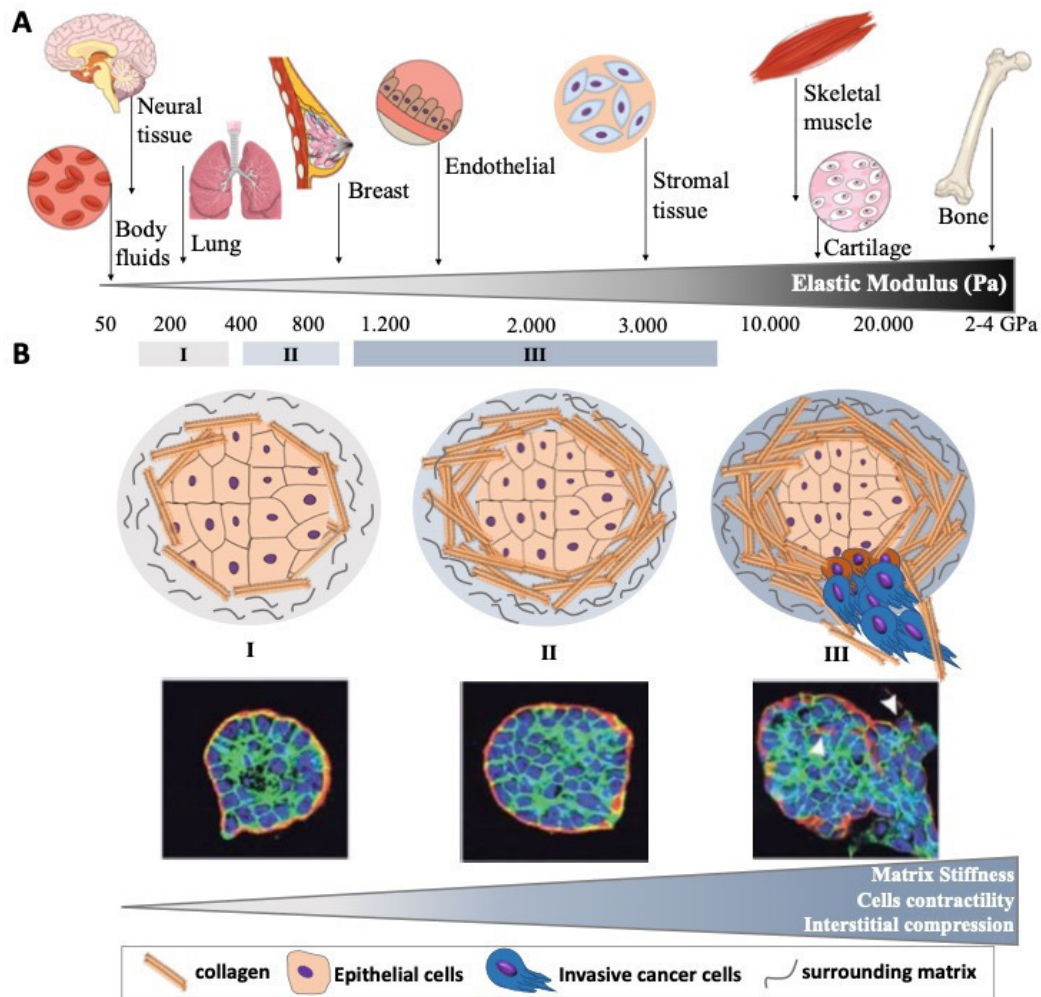 A
Neural
tissue
Body
fluids
Lung
Breast
Endothelial
Stromal
tissue
Skeletal
muscle
Cartilage
Bone
Elastic Modulus (Pa)
50 200 400 800 1.200 2.000 3.000 10.000 20.000 2-4 GPa
B
I II III
I II III
Matrix Stiffness
Cells contractility
Interstitial compression
collagen Epithelial cells Invasive cancer cells surrounding matrix